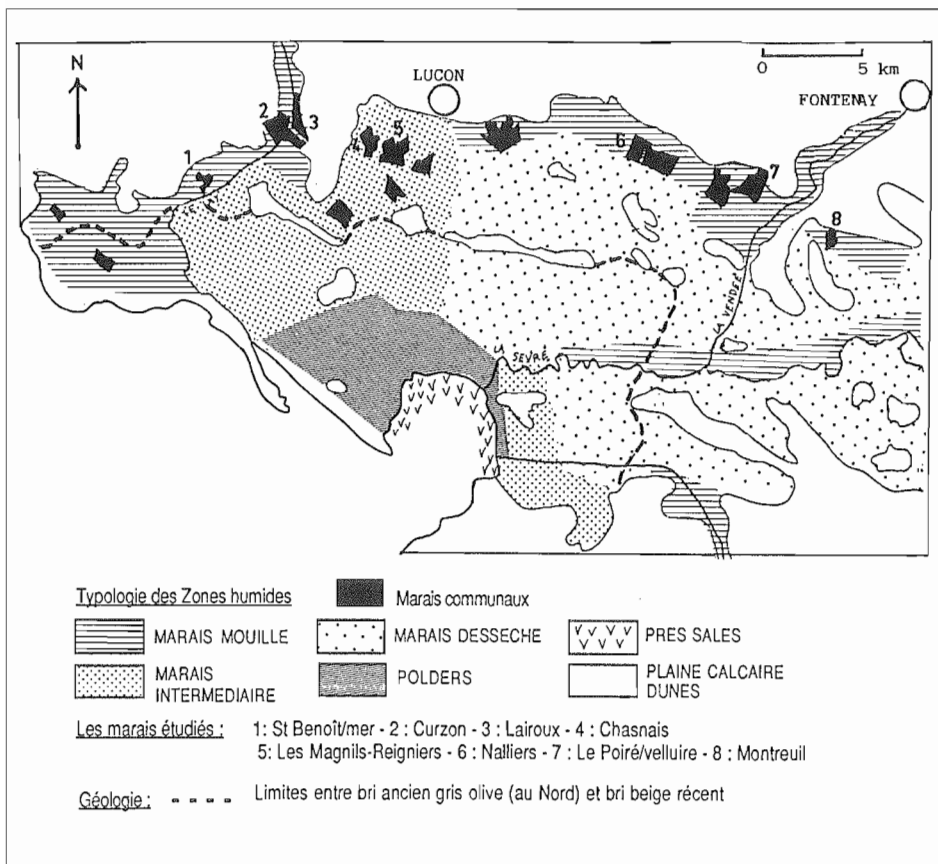 N
LUCON
0 5 km
FONTENAY
2
3
1
4
5
6
7
8
LA VENDEE
LA SEVRE
Typologie des Zones humides
Marais communaux
MARAIS MOUILLE
MARAIS DESSECHE
PRES SALES
MARAIS
INTERMEDIAIRE
POLDERS
PLAINE CALCAIRE
DUNES
Les marais étudiés :
1: St Benoît/mer - 2 : Curzon - 3 : Lairoux - 4 : Chasnais
5: Les Magnils-Reigniers - 6 : Nalliers - 7 : Le Poiré/velluire - 8 : Montreuil
Géologie :
Limites entre bri ancien gris olive (au Nord) et bri beige récent